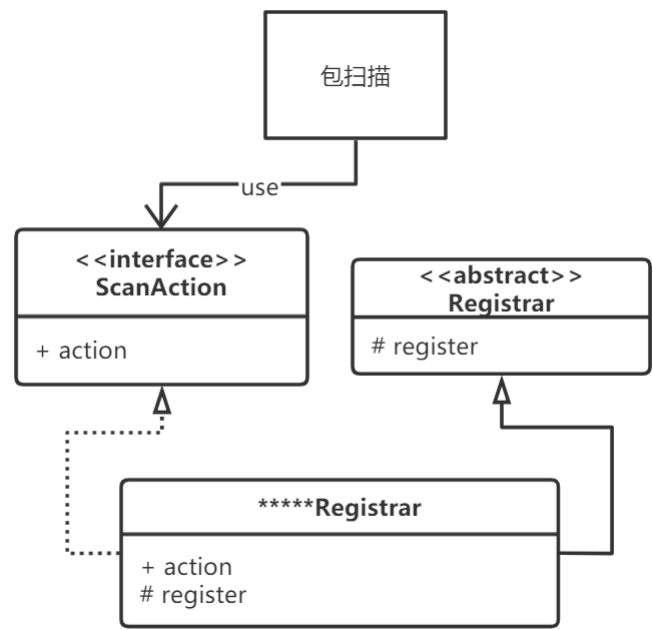 包扫描
use
<<interface>>
ScanAction
+ action
<<abstract>>
Registrar
# register
*****Registrar
+ action
# register